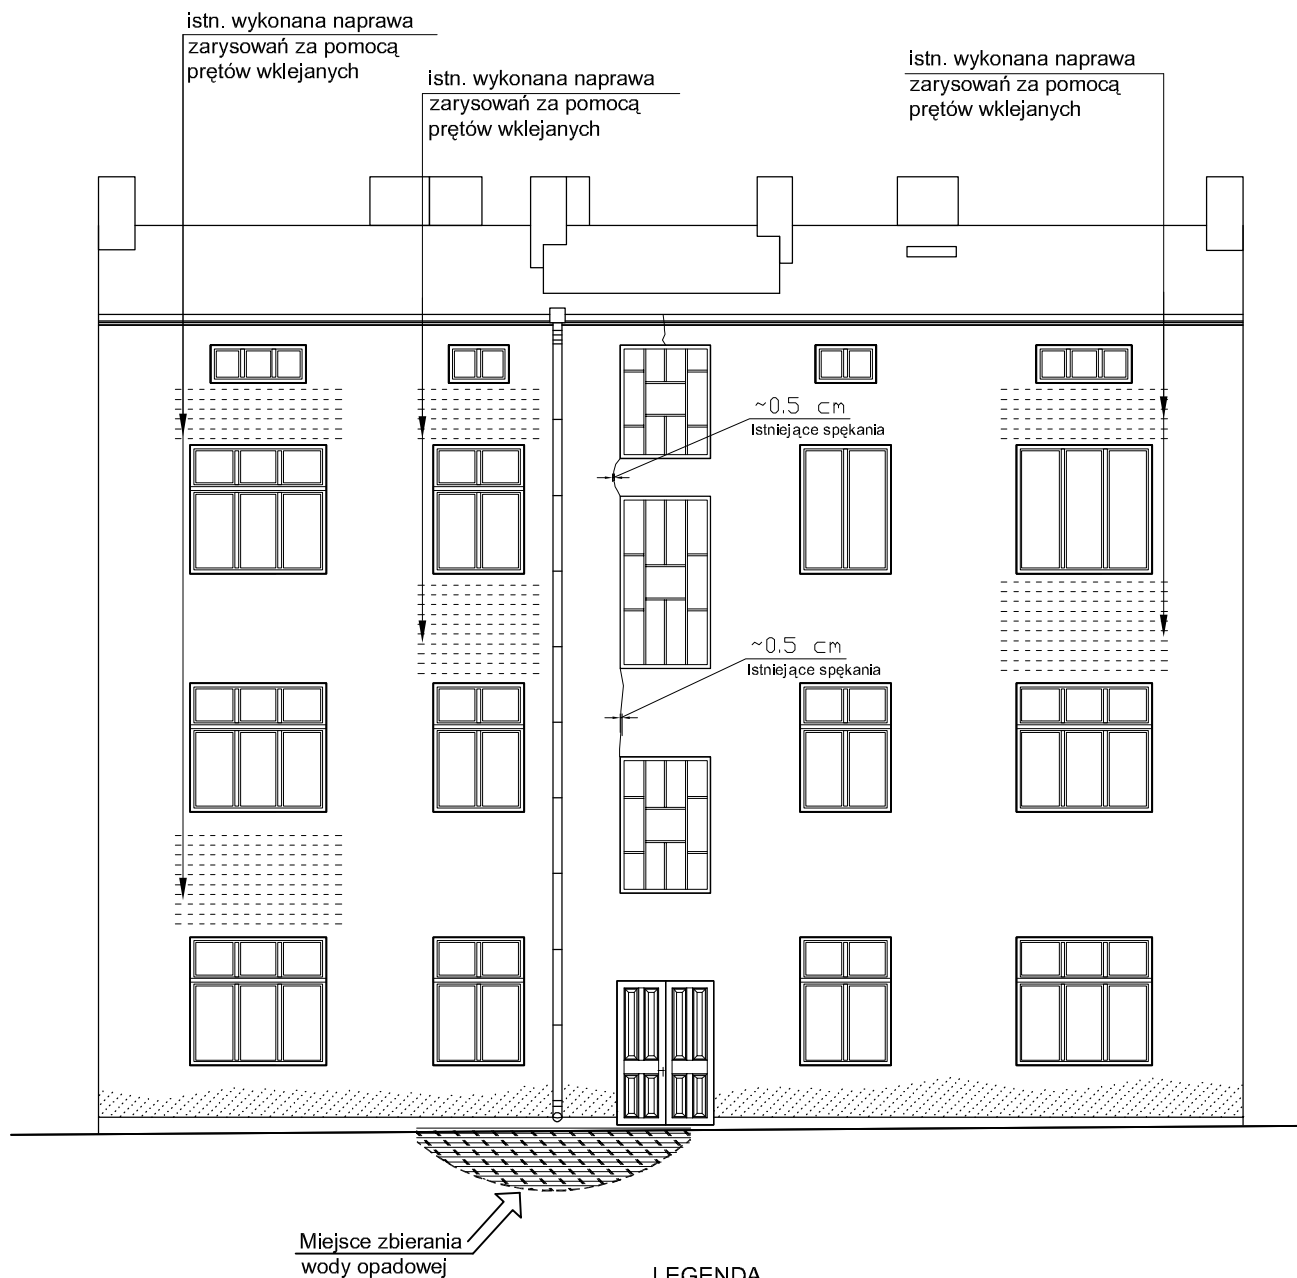 istn. wykonana naprawa
zarysowań za pomocą
prętów wklejanych
istn. wykonana naprawa
zarysowań za pomocą
prętów wklejanych
istn. wykonana naprawa
zarysowań za pomocą
prętów wklejanych
~0.5 cm
Istniejące spękania
~0.5 cm
Istniejące spękania
Miejsce zbierania
wody opadowej
LEGENDA